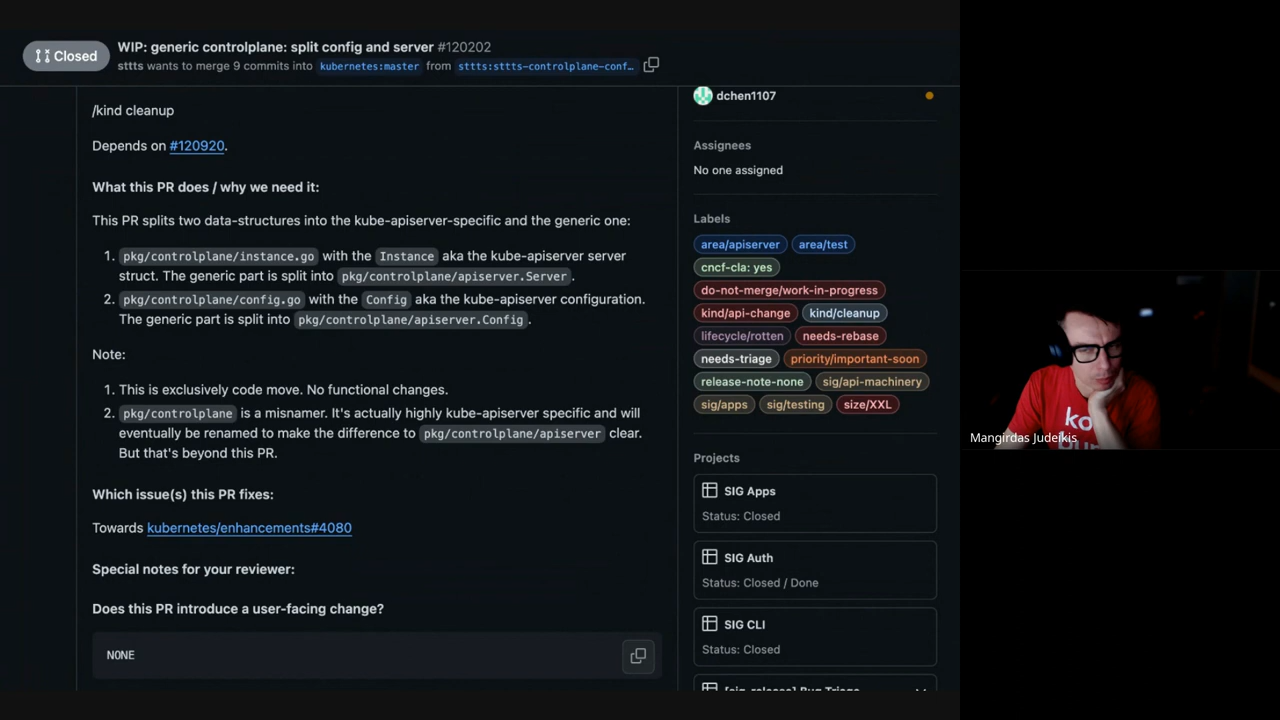 Closed
WIP: generic controlplane: split config and server #120202
sttts wants to merge 9 commits into kubernetes:master from sttts:sttts-controlplane-conf…
/kind cleanup
Depends on #120920.
What this PR does / why we need it:
This PR splits two data-structures into the kube-apiserver-specific and the generic one:
1. pkg/controlplane/instance.go with the Instance aka the kube-apiserver server
struct. The generic part is split into pkg/controlplane/apiserver.Server.
2. pkg/controlplane/config.go with the Config aka the kube-apiserver configuration.
The generic part is split into pkg/controlplane/apiserver.Config.
Note:
1. This is exclusively code move. No functional changes.
2. pkg/controlplane is a misnamer. It's actually highly kube-apiserver specific and will
eventually be renamed to make the difference to pkg/controlplane/apiserver clear.
But that's beyond this PR.
Which issue(s) this PR fixes:
Towards kubernetes/enhancements#4080
Special notes for your reviewer:
Does this PR introduce a user-facing change?
NONE
dchen1107
Assignees
No one assigned
Labels
area/apiserver area/test
cncf-cla: yes
do-not-merge/work-in-progress
kind/api-change kind/cleanup
lifecycle/rotten needs-rebase
needs-triage priority/important-soon
release-note-none sig/api-machinery
sig/apps sig/testing size/XXL
Projects
SIG Apps
Status: Closed
SIG Auth
Status: Closed / Done
SIG CLI
Status: Closed
[sig-release] Bug Triage
ko
Mangirdas Judeikis